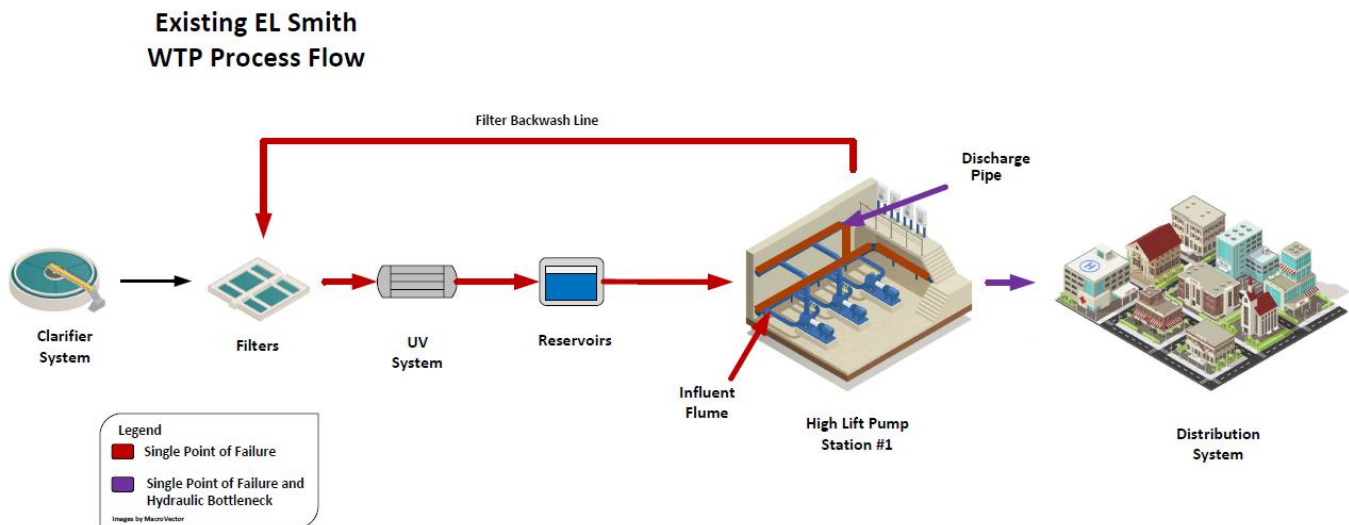 Existing EL Smith
WTP Process Flow
Filter Backwash Line
Discharge
Pipe
Clarifier
System
Filters
UV
System
Reservoirs
Influent
Flume
High Lift Pump
Station #1
Distribution
System
Legend
Single Point of Failure
Single Point of Failure and
Hydraulic Bottleneck
Images by MacroVector
H